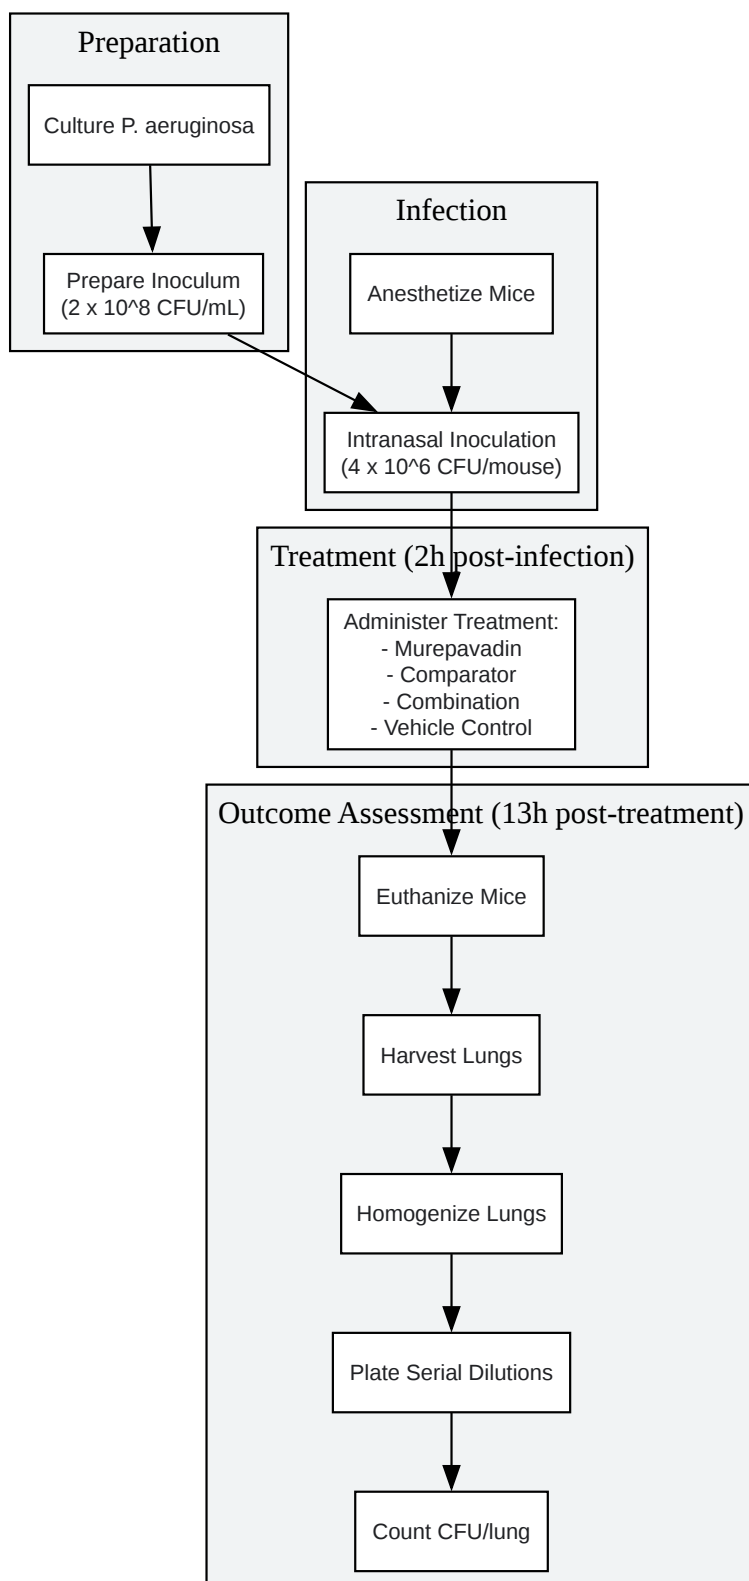 Preparation
Culture P. aeruginosa
Prepare Inoculum
(2 x 10^8 CFU/mL)
Infection
Anesthetize Mice
Intranasal Inoculation
(4 x 10^6 CFU/mouse)
Treatment (2h post-infection)
Administer Treatment:
- Murepavadin
- Comparator
- Combination
- Vehicle Control
Outcome Assessment (13h post-treatment)
Euthanize Mice
Harvest Lungs
Homogenize Lungs
Plate Serial Dilutions
Count CFU/lung